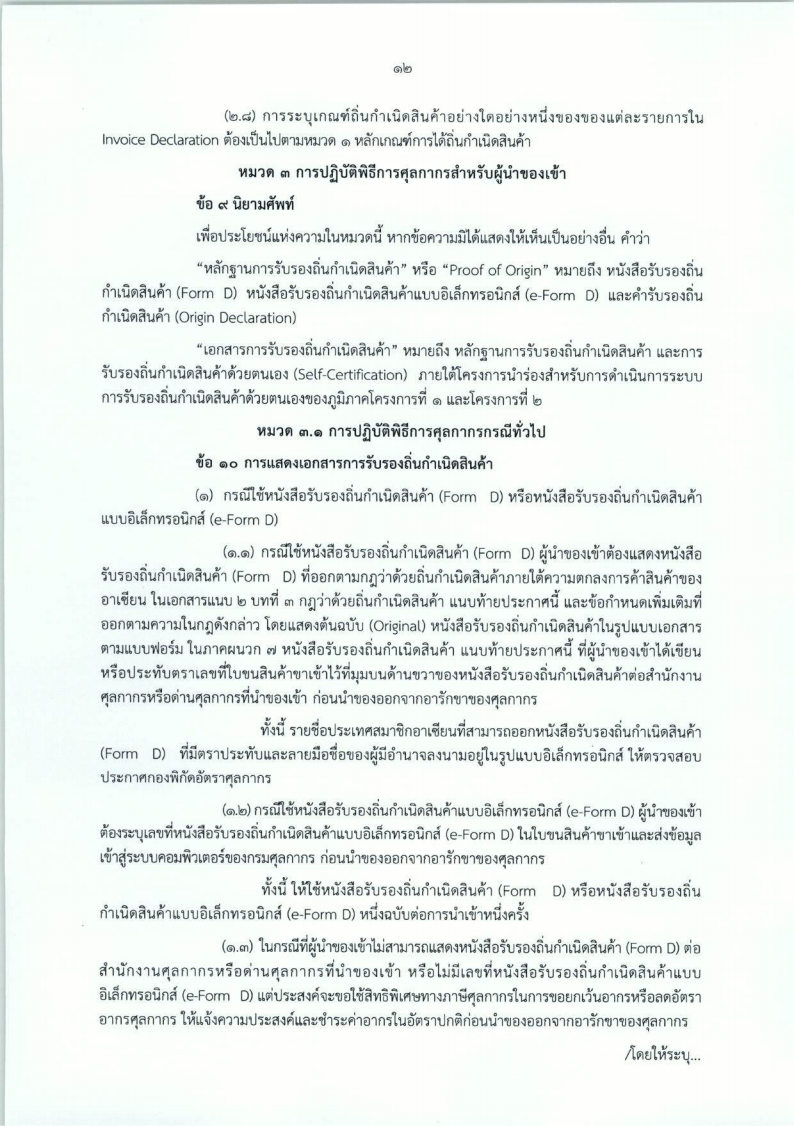 ๑๒
(๒.๘) การระบุเกณฑ์ถิ่นกำเนิดสินค้าอย่างใดอย่างหนึ่งของของแต่ละรายการใน
Invoice Declaration ต้องเป็นไปตามหมวด ๑ หลักเกณฑ์การได้ถิ่นกำเนิดสินค้า
หมวด ๓ การปฏิบัติพิธีการศุลกากรสำหรับผู้นำของเข้า
ข้อ ๙ นิยามศัพท์
เพื่อประโยชน์แห่งความในหมวดนี้ หากข้อความมิได้แสดงให้เห็นเป็นอย่างอื่น คำว่า
“หลักฐานการรับรองถิ่นกำเนิดสินค้า” หรือ “Proof of Origin” หมายถึง หนังสือรับรองถิ่น
กำเนิดสินค้า (Form D) หนังสือรับรองถิ่นกำเนิดสินค้าแบบอิเล็กทรอนิกส์ (e-Form D) และคำรับรองถิ่น
กำเนิดสินค้า (Origin Declaration)
“เอกสารการรับรองถิ่นกำเนิดสินค้า” หมายถึง หลักฐานการรับรองถิ่นกำเนิดสินค้า และการ
รับรองถิ่นกำเนิดสินค้าด้วยตนเอง (Self-Certification) ภายใต้โครงการนำร่องสำหรับการดำเนินการระบบ
การรับรองถิ่นกำเนิดสินค้าด้วยตนเองของภูมิภาคโครงการที่ ๑ และโครงการที่ ๒
หมวด ๓.๑ การปฏิบัติพิธีการศุลกากรกรณีทั่วไป
ข้อ ๑๐ การแสดงเอกสารการรับรองถิ่นกำเนิดสินค้า
(๑) กรณีใช้หนังสือรับรองถิ่นกำเนิดสินค้า (Form D) หรือหนังสือรับรองถิ่นกำเนิดสินค้า
แบบอิเล็กทรอนิกส์ (e-Form D)
(๑.๑) กรณีใช้หนังสือรับรองถิ่นกำเนิดสินค้า (Form D) ผู้นำของเข้าต้องแสดงหนังสือ
รับรองถิ่นกำเนิดสินค้า (Form D) ที่ออกตามกฎว่าด้วยถิ่นกำเนิดสินค้าภายใต้ความตกลงการค้าสินค้าของ
อาเซียน ในเอกสารแนบ ๒ บทที่ ๓ กฎว่าด้วยถิ่นกำเนิดสินค้า แนบท้ายประกาศนี้ และข้อกำหนดเพิ่มเติมที่
ออกตามความในกฎดังกล่าว โดยแสดงต้นฉบับ (Original) หนังสือรับรองถิ่นกำเนิดสินค้าในรูปแบบเอกสาร
ตามแบบฟอร์ม ในภาคผนวก ๗ หนังสือรับรองถิ่นกำเนิดสินค้า แนบท้ายประกาศนี้ ที่ผู้นำของเข้าได้เขียน
หรือประทับตราเลขที่ใบขนสินค้าขาเข้าไว้ที่มุมบนด้านขวาของหนังสือรับรองถิ่นกำเนิดสินค้าต่อสำนักงาน
ศุลกากรหรือด่านศุลกากรที่นำของเข้า ก่อนนำของออกจากอารักขาของศุลกากร
ทั้งนี้ รายชื่อประเทศสมาชิกอาเซียนที่สามารถออกหนังสือรับรองถิ่นกำเนิดสินค้า
(Form D) ที่มีตราประทับและลายมือชื่อของผู้มีอำนาจลงนามอยู่ในรูปแบบอิเล็กทรอนิกส์ ให้ตรวจสอบ
ประกาศกองพิกัดอัตราศุลกากร
(๑.๒) กรณีใช้หนังสือรับรองถิ่นกำเนิดสินค้าแบบอิเล็กทรอนิกส์ (e-Form D) ผู้นำของเข้า
ต้องระบุเลขที่หนังสือรับรองถิ่นกำเนิดสินค้าแบบอิเล็กทรอนิกส์ (e-Form D) ในใบขนสินค้าขาเข้าและส่งข้อมูล
เข้าสู่ระบบคอมพิวเตอร์ของกรมศุลกากร ก่อนนำของออกจากอารักขาของศุลกากร
ทั้งนี้ ให้ใช้หนังสือรับรองถิ่นกำเนิดสินค้า (Form D) หรือหนังสือรับรองถิ่น
กำเนิดสินค้าแบบอิเล็กทรอนิกส์ (e-Form D) หนึ่งฉบับต่อการนำเข้าหนึ่งครั้ง
(๑.๓) ในกรณีที่ผู้นำของเข้าไม่สามารถแสดงหนังสือรับรองถิ่นกำเนิดสินค้า (Form D) ต่อ
สำนักงานศุลกากรหรือด่านศุลกากรที่นำของเข้า หรือไม่มีเลขที่หนังสือรับรองถิ่นกำเนิดสินค้าแบบ
อิเล็กทรอนิกส์ (e-Form D) แต่ประสงค์จะขอใช้สิทธิพิเศษทางภาษีศุลกากรในการขอยกเว้นอากรหรือลดอัตรา
อากรศุลกากร ให้แจ้งความประสงค์และชำระค่าอากรในอัตราปกติก่อนนำของออกจากอารักขาของศุลกากร
/โดยให้ระบุ...